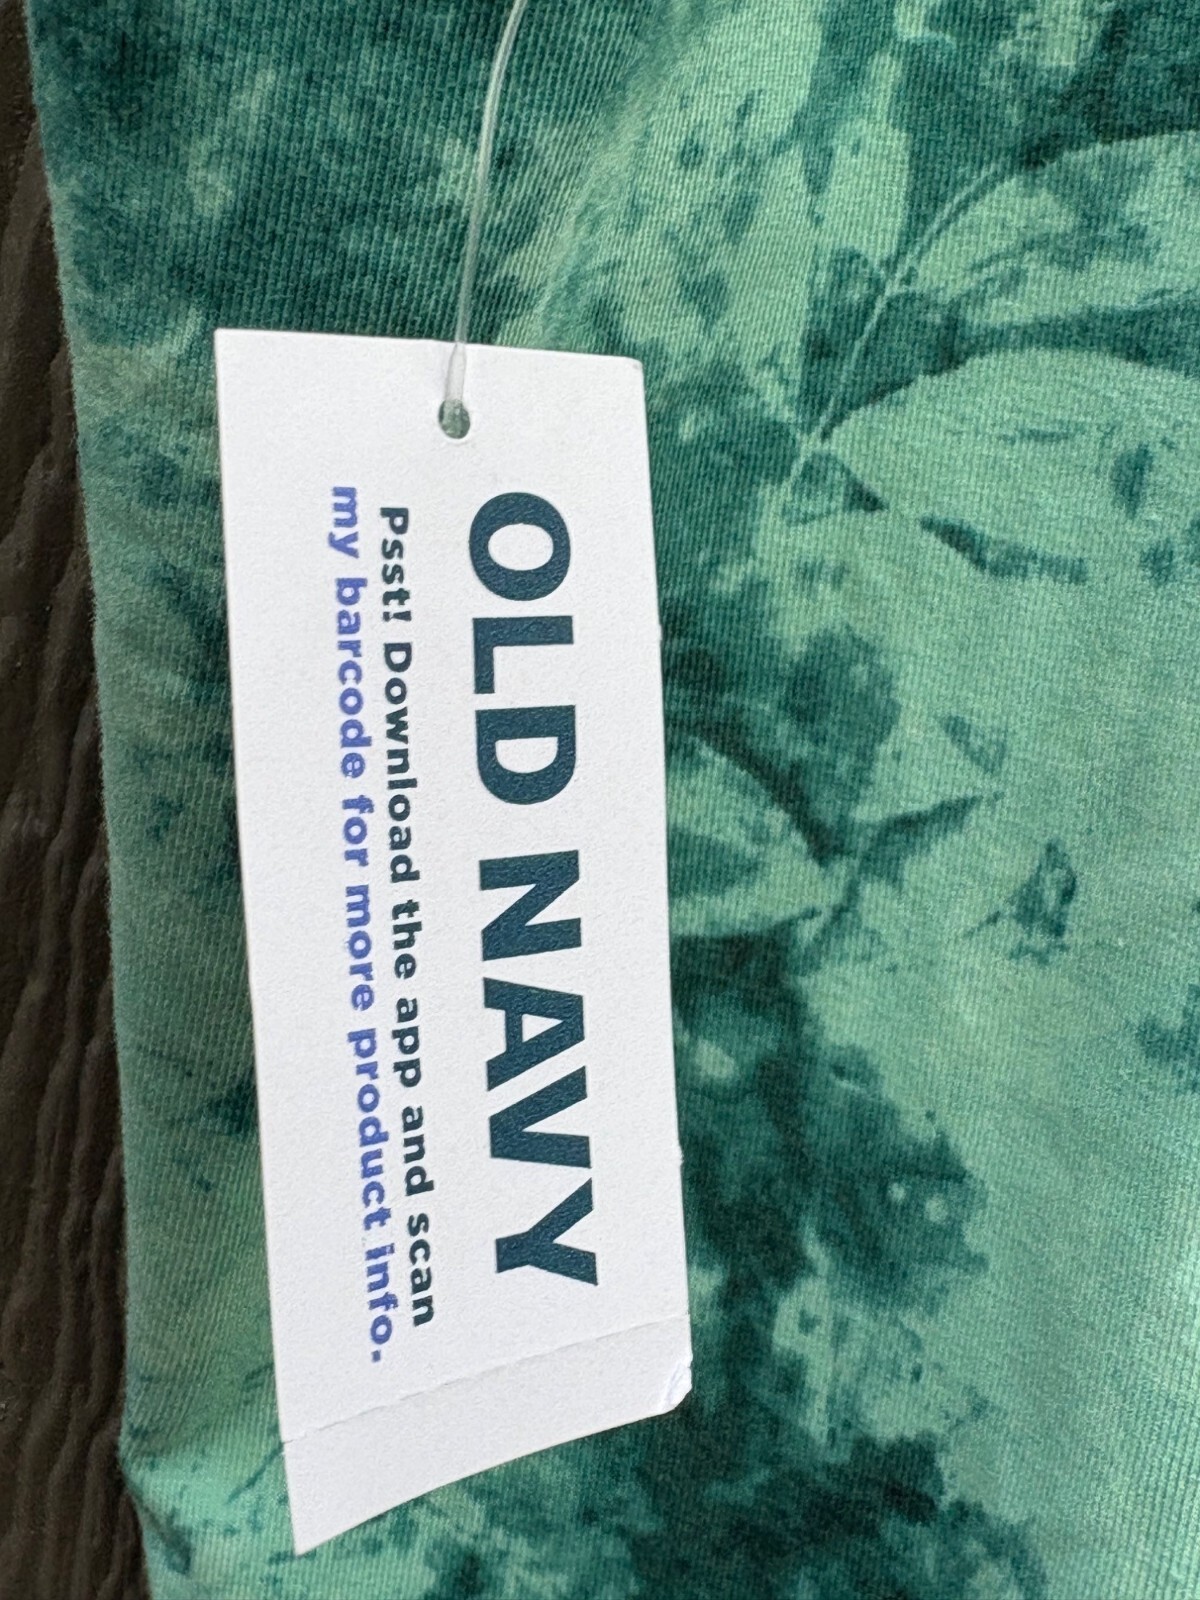 OLD NAVY
Psst! Download the app and scan
my barcode for more product info.